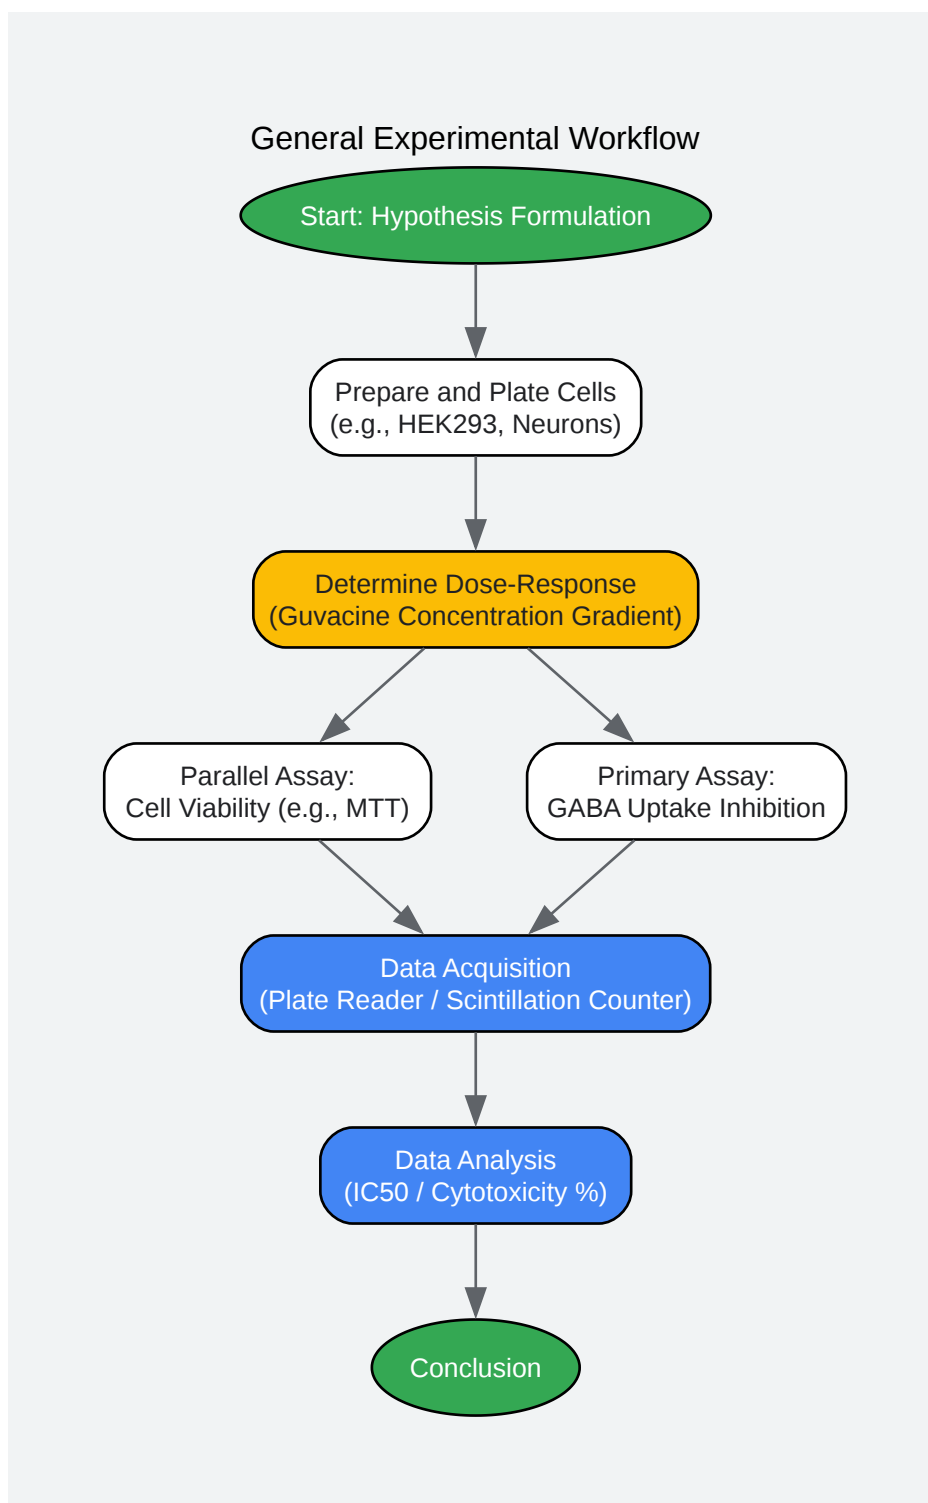 General Experimental Workflow
Start: Hypothesis Formulation
Prepare and Plate Cells
(e.g., HEK293, Neurons)
Determine Dose-Response
(Guvacine Concentration Gradient)
Parallel Assay:
Cell Viability (e.g., MTT)
Primary Assay:
GABA Uptake Inhibition
Data Acquisition
(Plate Reader / Scintillation Counter)
Data Analysis
(IC50 / Cytotoxicity %)
Conclusion